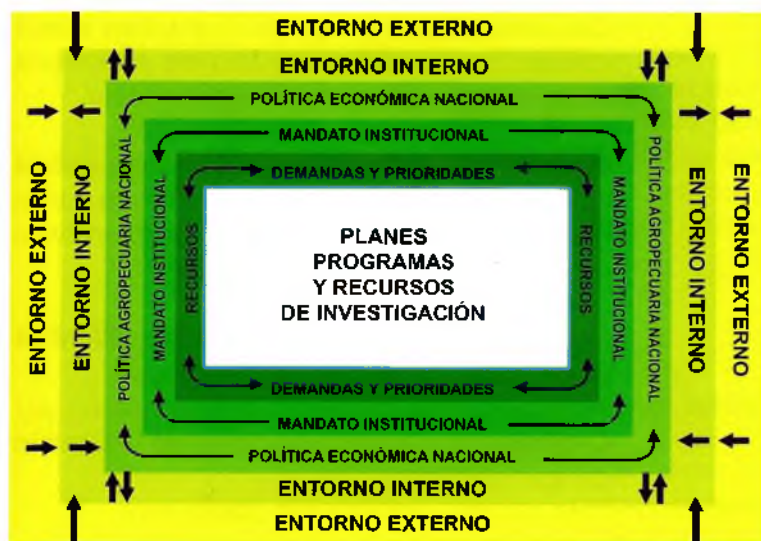 ENTORNO EXTERNO
ENTORNO INTERNO
POLÍTICA ECONÓMICA NACIONAL
MANDATO INSTITUCIONAL
DEMANDAS Y PRIORIDADES
ENTORNO EXTERNO
ENTORNO INTERNO
POLÍTICA AGROPECUARIA NACIONAL
MANDATO INSTITUCIONAL
RECURSOS
PLANES
PROGRAMAS
Y RECURSOS
DE INVESTIGACIÓN
RECURSOS
MANDATO INSTITUCIONAL
POLÍTICA AGROPECUARIA NACIONAL
ENTORNO INTERNO
ENTORNO EXTERNO
DEMANDAS Y PRIORIDADES
MANDATO INSTITUCIONAL
POLÍTICA ECONÓMICA NACIONAL
ENTORNO INTERNO
ENTORNO EXTERNO